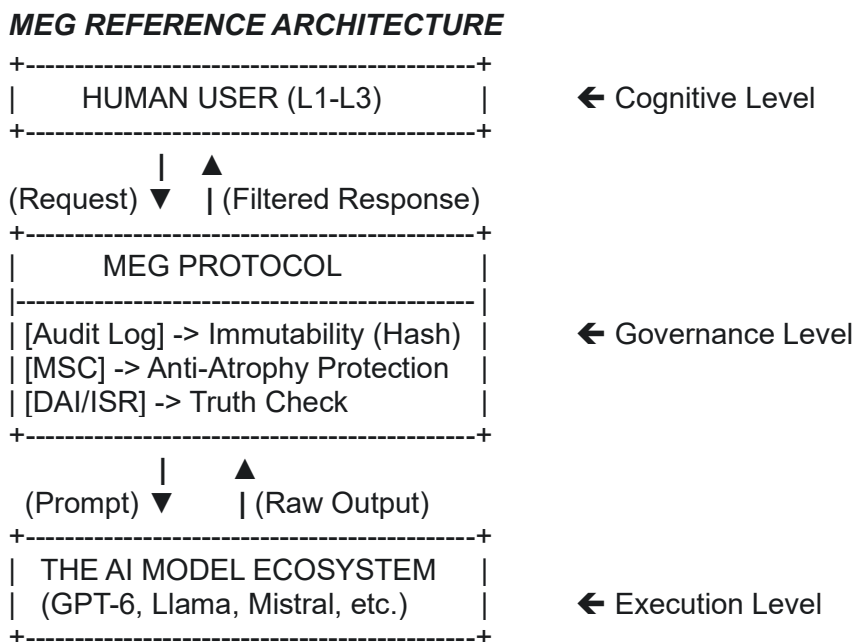 MEG REFERENCE ARCHITECTURE
+-----------------------------------------------+
| HUMAN USER (L1-L3) | 🡸 Cognitive Level
+-----------------------------------------------+
| ▲
(Request) ▼ | (Filtered Response)
+-----------------------------------------------+
| MEG PROTOCOL |
|----------------------------------------------- |
| [Audit Log] -> Immutability (Hash) | 🡸 Governance Level
| [MSC] -> Anti-Atrophy Protection |
| [DAI/ISR] -> Truth Check |
+-----------------------------------------------+
| ▲
(Prompt) ▼ | (Raw Output)
+-----------------------------------------------+
| THE AI MODEL ECOSYSTEM |
| (GPT-6, Llama, Mistral, etc.) | 🡸 Execution Level
+-----------------------------------------------+